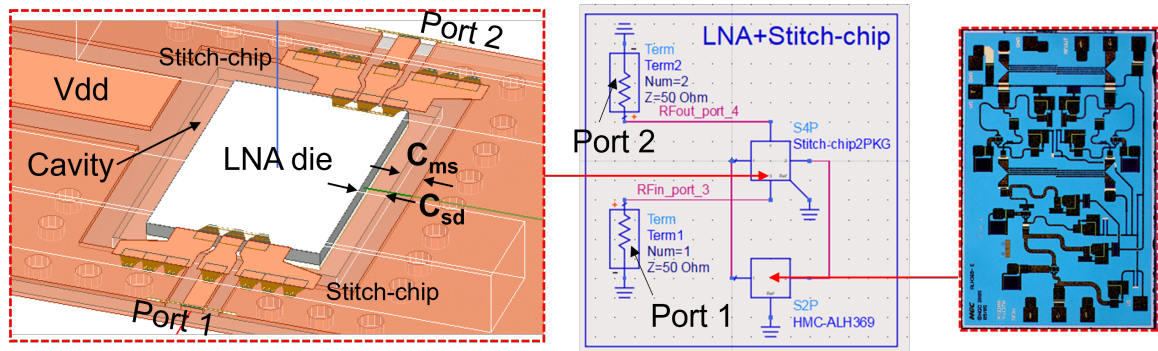 Port 2
Stitch-chip
Vdd
Cavity
LNA die
Cms
Csd
Stitch-chip
Port 1
LNA+Stitch-chip
Term
Term2
Num=2
Z=50 Ohm
RFout_port_4
Port 2
S4P
Stitch-chip2PKG
Ref
RFin_port_3
Term
Term1
Num=1
Z=50 Ohm
Port 1
Ref
S2P
HMC-ALH369